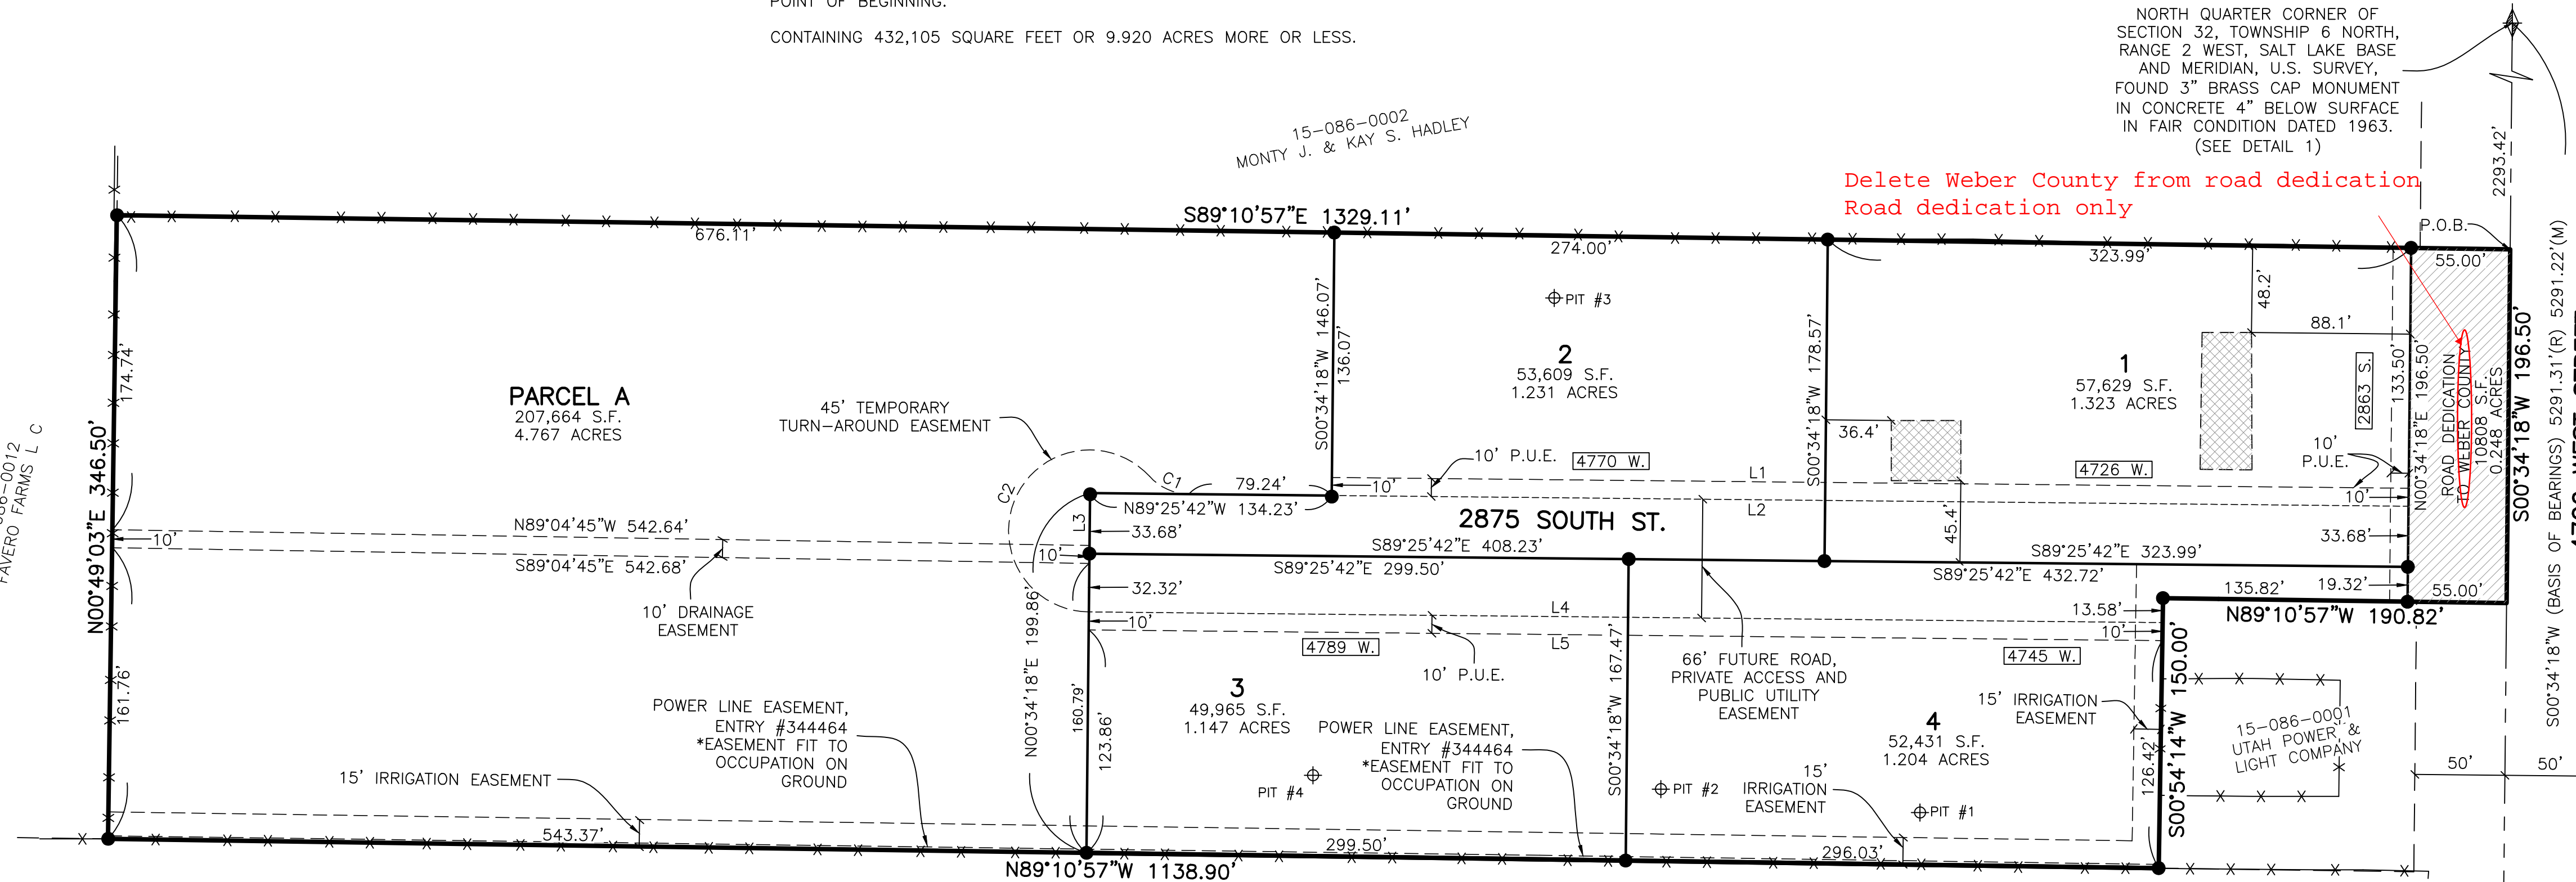 POINT OF BEGINNING.
CONTAINING 432,105 SQUARE FEET OR 9.920 ACRES MORE OR LESS.
NORTH QUARTER CORNER OF
SECTION 32, TOWNSHIP 6 NORTH,
RANGE 2 WEST, SALT LAKE BASE
AND MERIDIAN, U.S. SURVEY,
FOUND 3" BRASS CAP MONUMENT
IN CONCRETE 4" BELOW SURFACE
IN FAIR CONDITION DATED 1963.
(SEE DETAIL 1)
2293.42'
15-086-0002
MONTY J. & KAY S. HADLEY
Delete Weber County from road dedication
Road dedication only
S89°10'57"E 1329.11'
676.11'
274.00'
323.99'
P.O.B.
55.00'
174.74'
N00°49'03"E 346.50'
161.76'
FAVERO FARMS L C
PARCEL A
207,664 S.F.
4.767 ACRES
45' TEMPORARY
TURN-AROUND EASEMENT
C2
C1
79.24'
N89°25'42"W 134.23'
L3
33.68'
S00°34'18"W 146.07'
136.07'
PIT #3
2
53,609 S.F.
1.231 ACRES
10' P.U.E.
4770 W.
10'
S00°34'18"W 178.57'
L1
L2
2875 SOUTH ST.
36.4'
45.4'
1
57,629 S.F.
1.323 ACRES
4726 W.
48.2'
88.1'
2863 S.
133.50'
10'
P.U.E.
10'
33.68'
N00°34'18"E 196.50'
ROAD DEDICATION
TO WEBER COUNTY
10808 S.F.
0.248 ACRES
S00°34'18"W 196.50'
S00°34'18"W (BASIS OF BEARINGS) 5291.31'(R) 5291.22'(M)
N89°04'45"W 542.64'
10'
S89°04'45"E 542.68'
10' DRAINAGE
EASEMENT
10'
S89°25'42"E 408.23'
S89°25'42"E 299.50'
S89°25'42"E 323.99'
S89°25'42"E 432.72'
19.32'
135.82'
55.00'
N89°10'57"W 190.82'
32.32'
10'
L4
L5
4789 W.
10' P.U.E.
N00°34'18"E 199.86'
160.79'
123.86'
3
49,965 S.F.
1.147 ACRES
PIT #4
POWER LINE EASEMENT,
ENTRY #344464
*EASEMENT FIT TO
OCCUPATION ON
GROUND
15' IRRIGATION EASEMENT
POWER LINE EASEMENT,
ENTRY #344464
*EASEMENT FIT TO
OCCUPATION ON
GROUND
S00°34'18"W 167.47'
66' FUTURE ROAD,
PRIVATE ACCESS AND
PUBLIC UTILITY
EASEMENT
13.58'
10'
4745 W.
15' IRRIGATION
EASEMENT
4
52,431 S.F.
1.204 ACRES
PIT #2
15'
IRRIGATION
EASEMENT
PIT #1
126.42'
S00°54'14"W 150.00'
15-086-0001
UTAH POWER &
LIGHT COMPANY
50'
50'
543.37'
299.50'
296.03'
N89°10'57"W 1138.90'